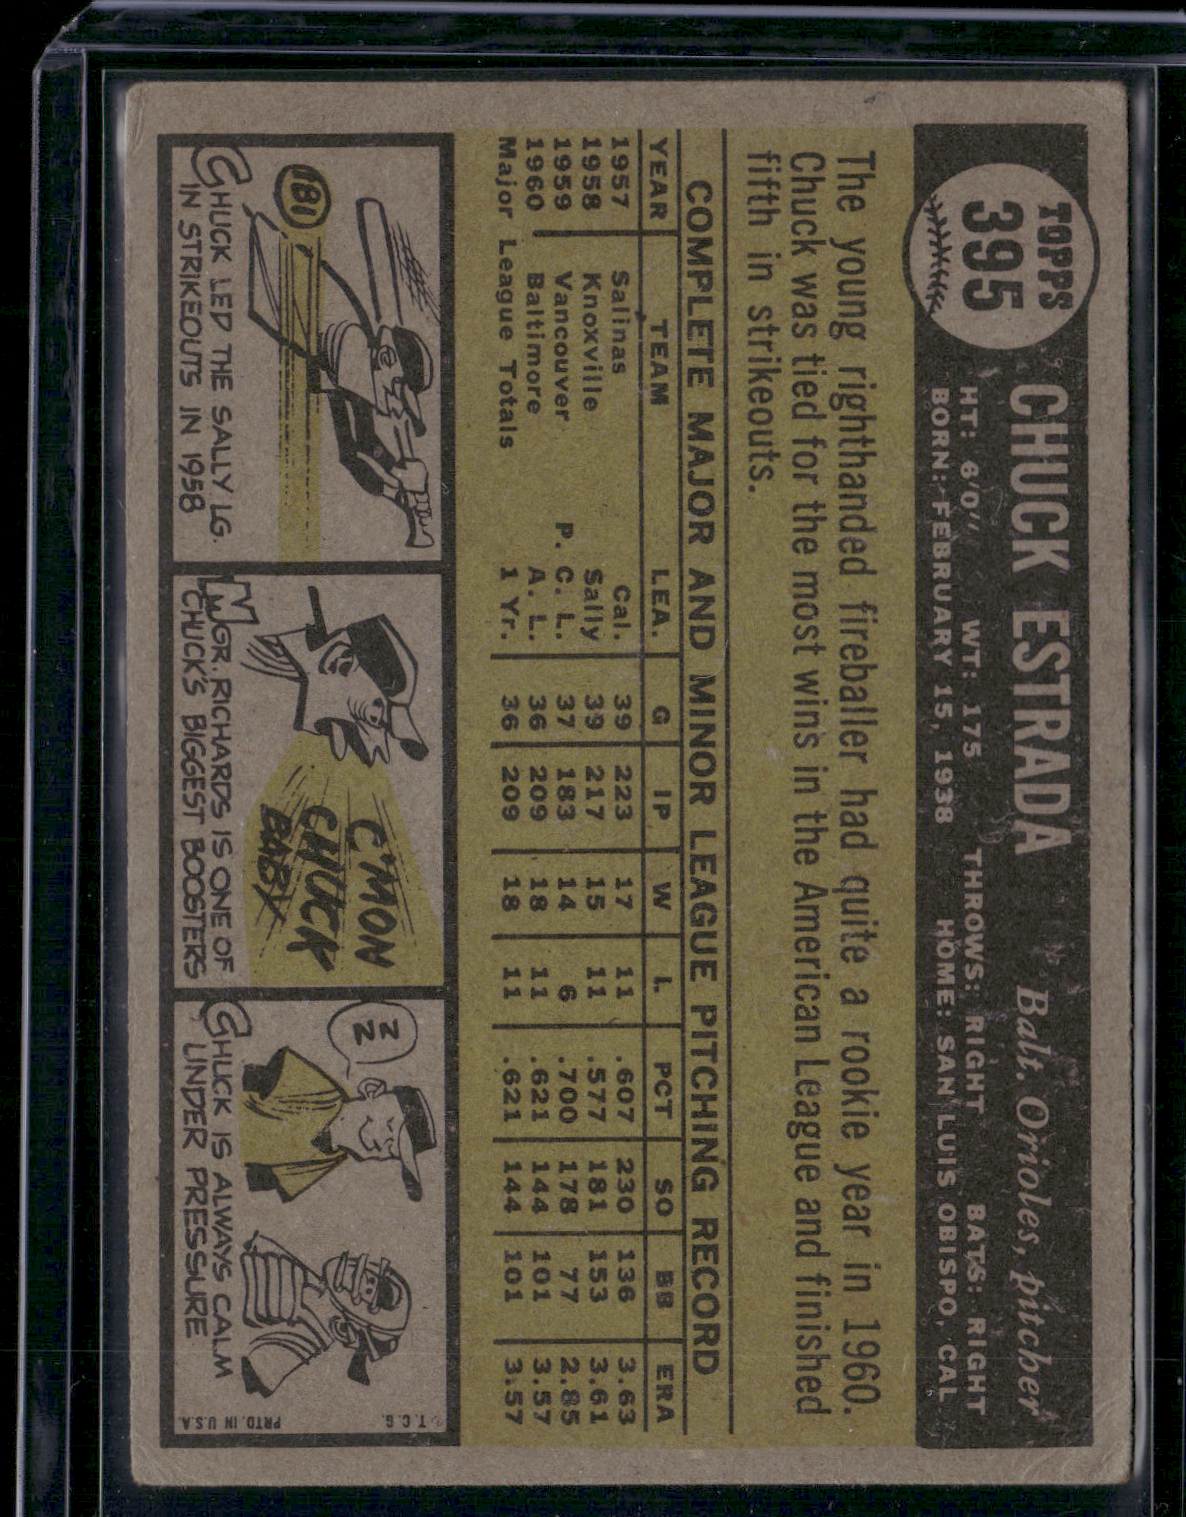 TOPPS
395
CHUCK ESTRADA Balt. Orioles, pitcher
HT: 6'0" WT: 175 THROWS: RIGHT BATS: RIGHT
BORN: FEBRUARY 15, 1938 HOME: SAN LUIS OBISPO, CAL
The young righthanded fireballer had quite a rookie year in 1960.
Chuck was tied for the most wins in the American League and finished
fifth in strikeouts.
COMPLETE MAJOR AND MINOR LEAGUE PITCHING RECORD
YEAR TEAM LEA. G IP W L PCT SO BB ERA
1957 Salinas Cal. 39 223 17 11 .607 230 136 3.63
1958 Knoxville Sally 39 217 15 11 .577 181 153 3.61
1959 Vancouver P. C. L. 37 183 14 6 .700 178 77 2.85
1960 Baltimore A. L. 36 209 18 11 .621 144 101 3.57
Major League Totals 1 Yr. 36 209 18 11 .621 144 101 3.57
181
CHUCK LED THE SALLY LG.
IN STRIKEOUTS IN 1958
C'MON
CHUCK
BABY
MGR. RICHARDS IS ONE OF
CHUCK'S BIGGEST BOOSTERS
ZZ
CHUCK IS ALWAYS CALM
UNDER PRESSURE
© T.C.G.
PRTD. IN U.S.A.